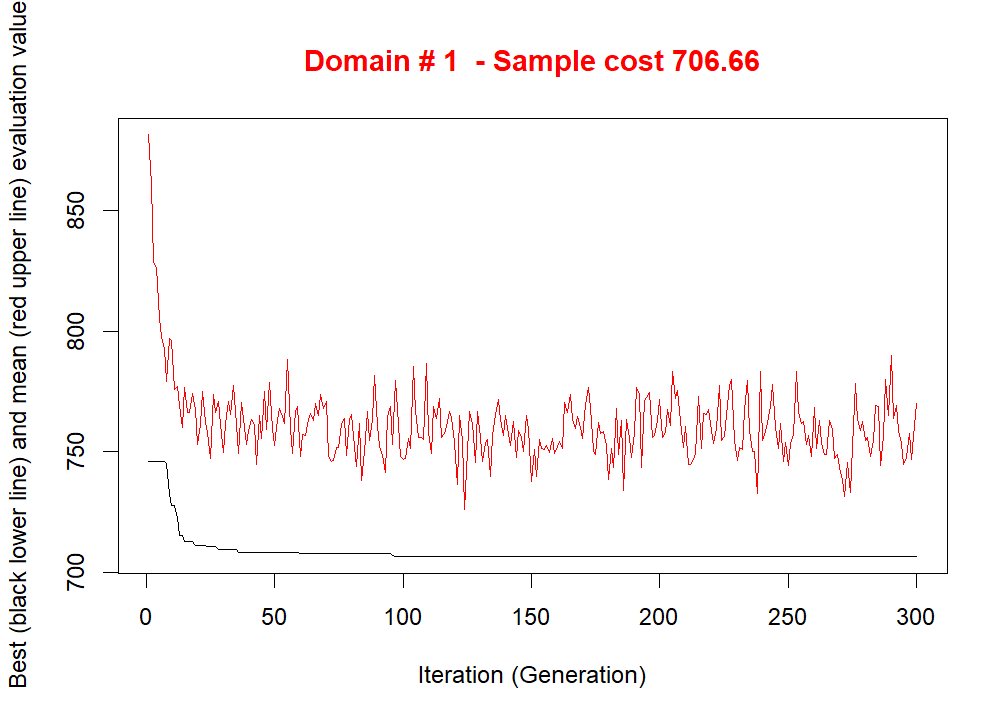 Domain # 1  - Sample cost 706.66
Best (black lower line) and mean (red upper line) evaluation value
850
800
750
700
0 50 100 150 200 250 300
Iteration (Generation)